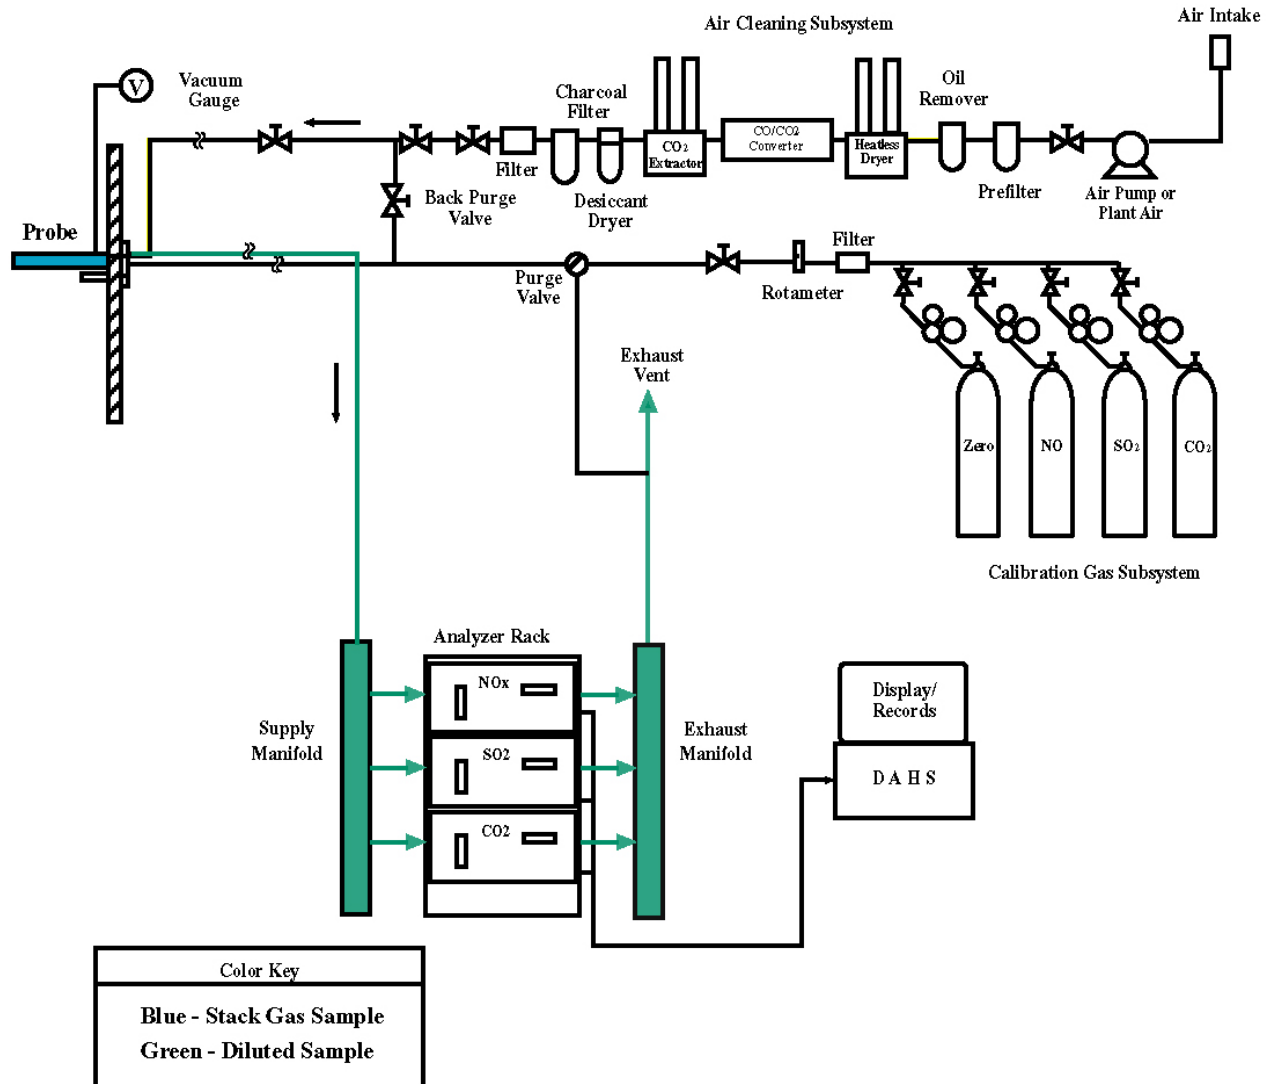 Air Cleaning Subsystem
Air Intake
V
Vacuum
Gauge
Charcoal
Filter
Oil
Remover
CO2
Extractor
CO/CO2
Converter
Heatless
Dryer
Filter
Desiccant
Dryer
Prefilter
Air Pump or
Plant Air
Back Purge
Valve
Probe
Purge
Valve
Rotameter
Filter
Exhaust
Vent
Zero
NO
SO2
CO2
Calibration Gas Subsystem
Analyzer Rack
NOx
SO2
CO2
Supply
Manifold
Exhaust
Manifold
Display/
Records
D A H S
Color Key
Blue - Stack Gas Sample
Green - Diluted Sample